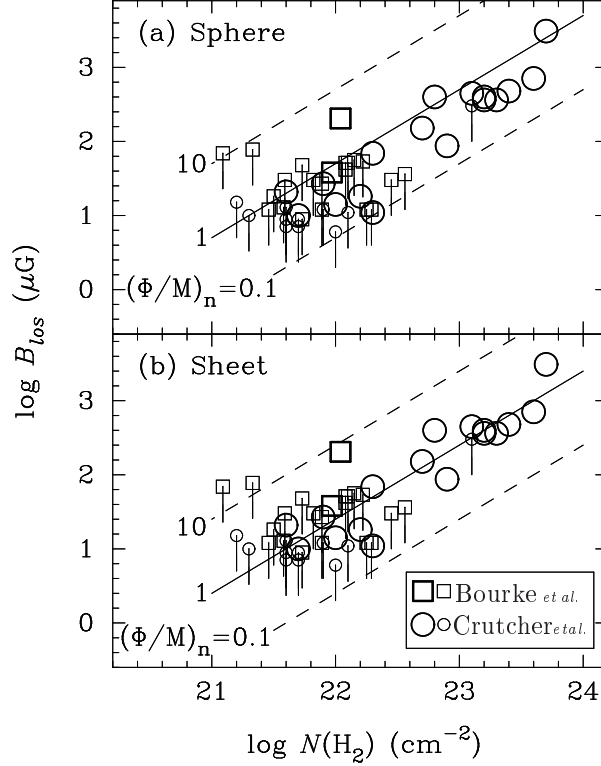 (a) Sphere
3
2
1
0
10
1
(Φ/M)n=0.1
log Blos (μG)
(b) Sheet
3
2
1
0
10
1
(Φ/M)n=0.1
Bourke et al.
Crutcher et al.
21 22 23 24
log N(H2) (cm−2)